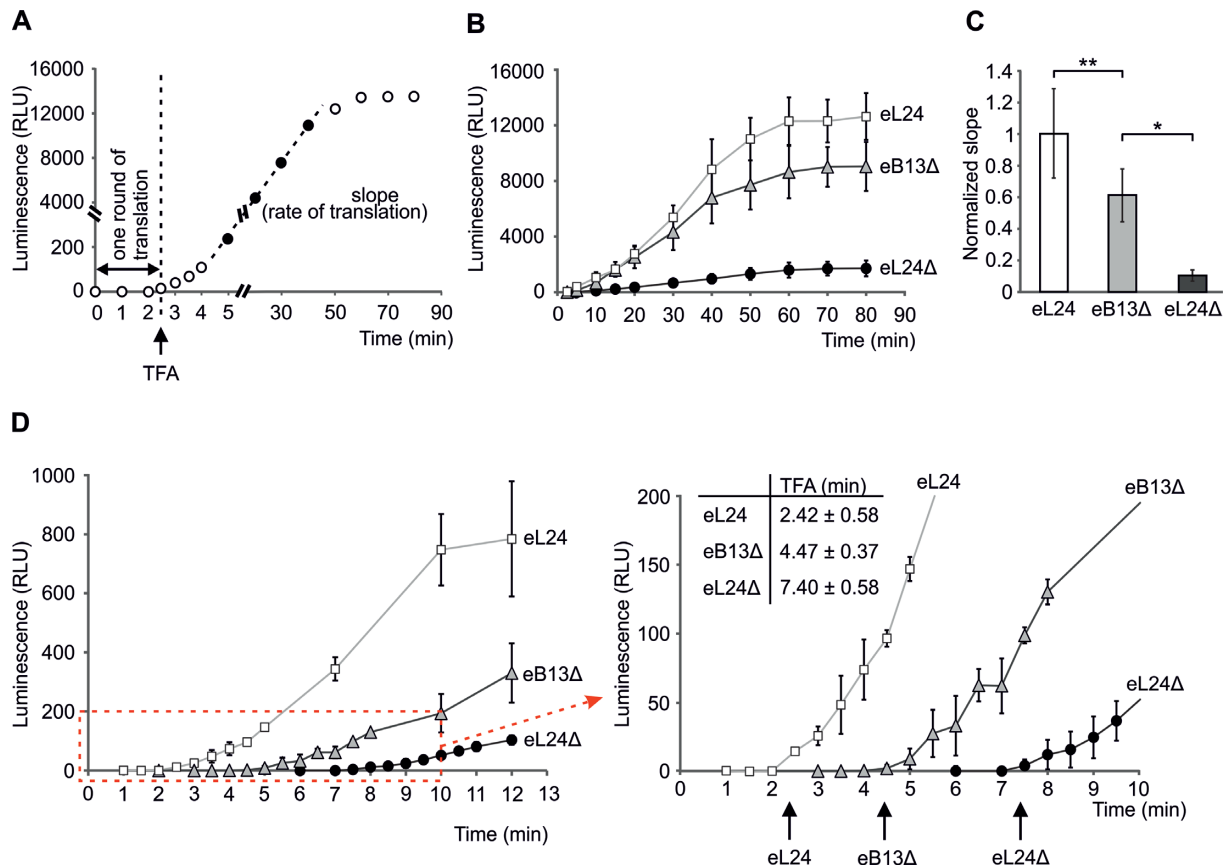 A
16000
12000
8000
4000
200
0
Luminescence (RLU)
one round of
translation
slope
(rate of translation)
0 1 2 3 4 5 30 50 70 90
Time (min)
TFA
B
12000
8000
4000
0
Luminescence (RLU)
eL24
eB13Δ
eL24Δ
0 10 20 30 40 50 60 70 80 90
Time (min)
C
1.4
1.2
1
0.8
0.6
0.4
0.2
0
Normalized slope
**
*
eL24 eB13Δ eL24Δ
D
1000
800
600
400
200
0
Luminescence (RLU)
eL24
eB13Δ
eL24Δ
0 1 2 3 4 5 6 7 8 9 10 11 12 13
Time (min)
200
150
100
50
0
Luminescence (RLU)
TFA (min)
eL24 2.42 ± 0.58
eB13Δ 4.47 ± 0.37
eL24Δ 7.40 ± 0.58
eL24
eB13Δ
eL24Δ
0 1 2 3 4 5 6 7 8 9 10
Time (min)
eL24 eB13Δ eL24Δ